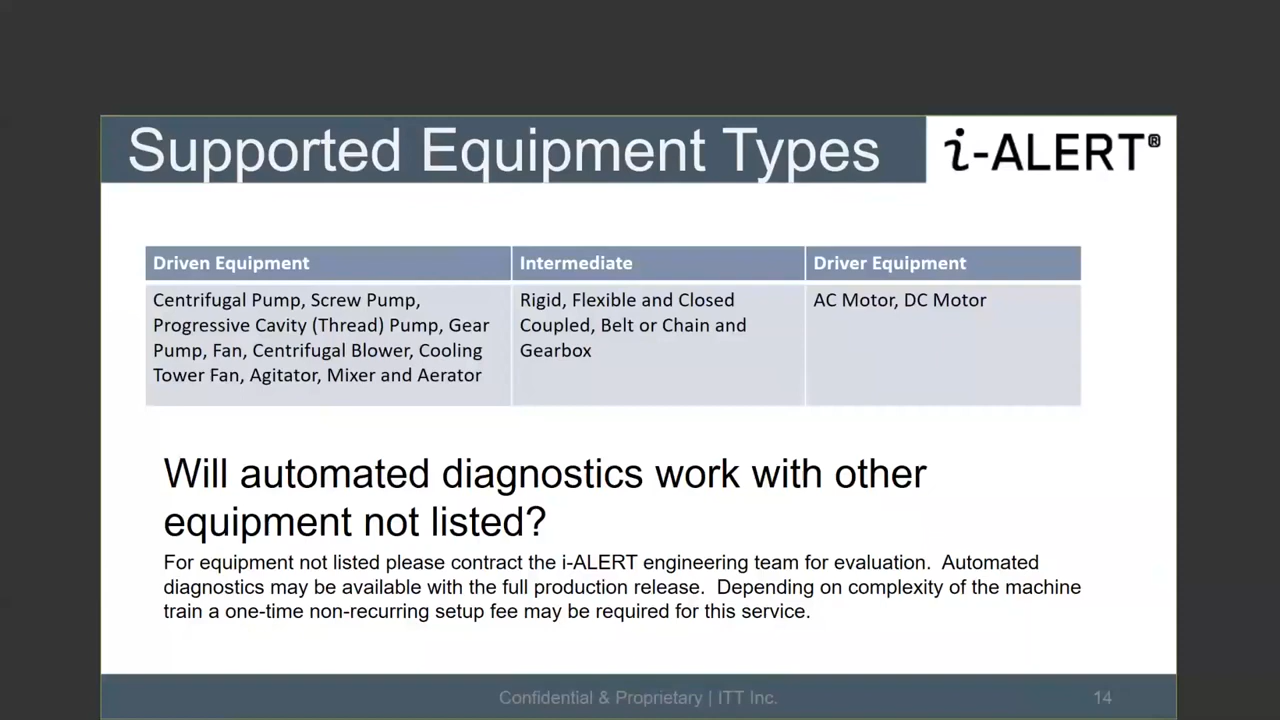 Supported Equipment Types
i-ALERT®
Driven Equipment
Intermediate
Driver Equipment
Centrifugal Pump, Screw Pump,
Progressive Cavity (Thread) Pump, Gear
Pump, Fan, Centrifugal Blower, Cooling
Tower Fan, Agitator, Mixer and Aerator
Rigid, Flexible and Closed
Coupled, Belt or Chain and
Gearbox
AC Motor, DC Motor
Will automated diagnostics work with other
equipment not listed?
For equipment not listed please contract the i-ALERT engineering team for evaluation.  Automated
diagnostics may be available with the full production release.  Depending on complexity of the machine
train a one-time non-recurring setup fee may be required for this service.
Confidential & Proprietary | ITT Inc.
14